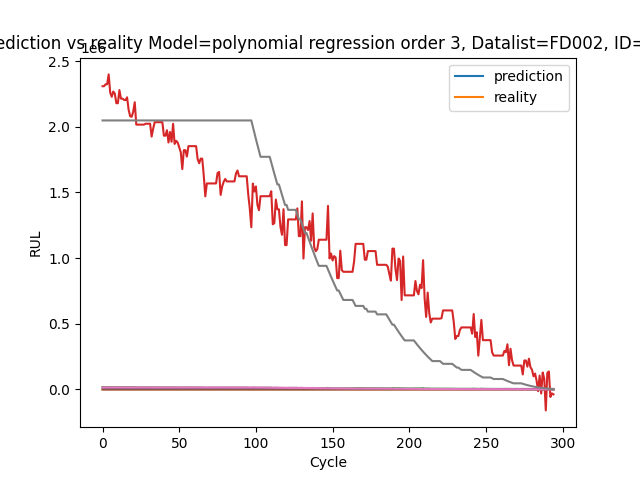 ediction vs reality Model=polynomial regression order 3, Datalist=FD002, ID=
1e6
2.5
2.0
1.5
1.0
0.5
0.0
RUL
prediction
reality
0 50 100 150 200 250 300
Cycle